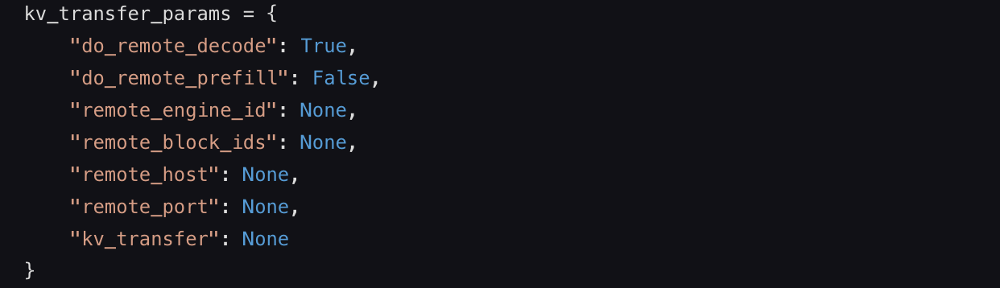 kv_transfer_params = {
    "do_remote_decode": True,
    "do_remote_prefill": False,
    "remote_engine_id": None,
    "remote_block_ids": None,
    "remote_host": None,
    "remote_port": None,
    "kv_transfer": None
}